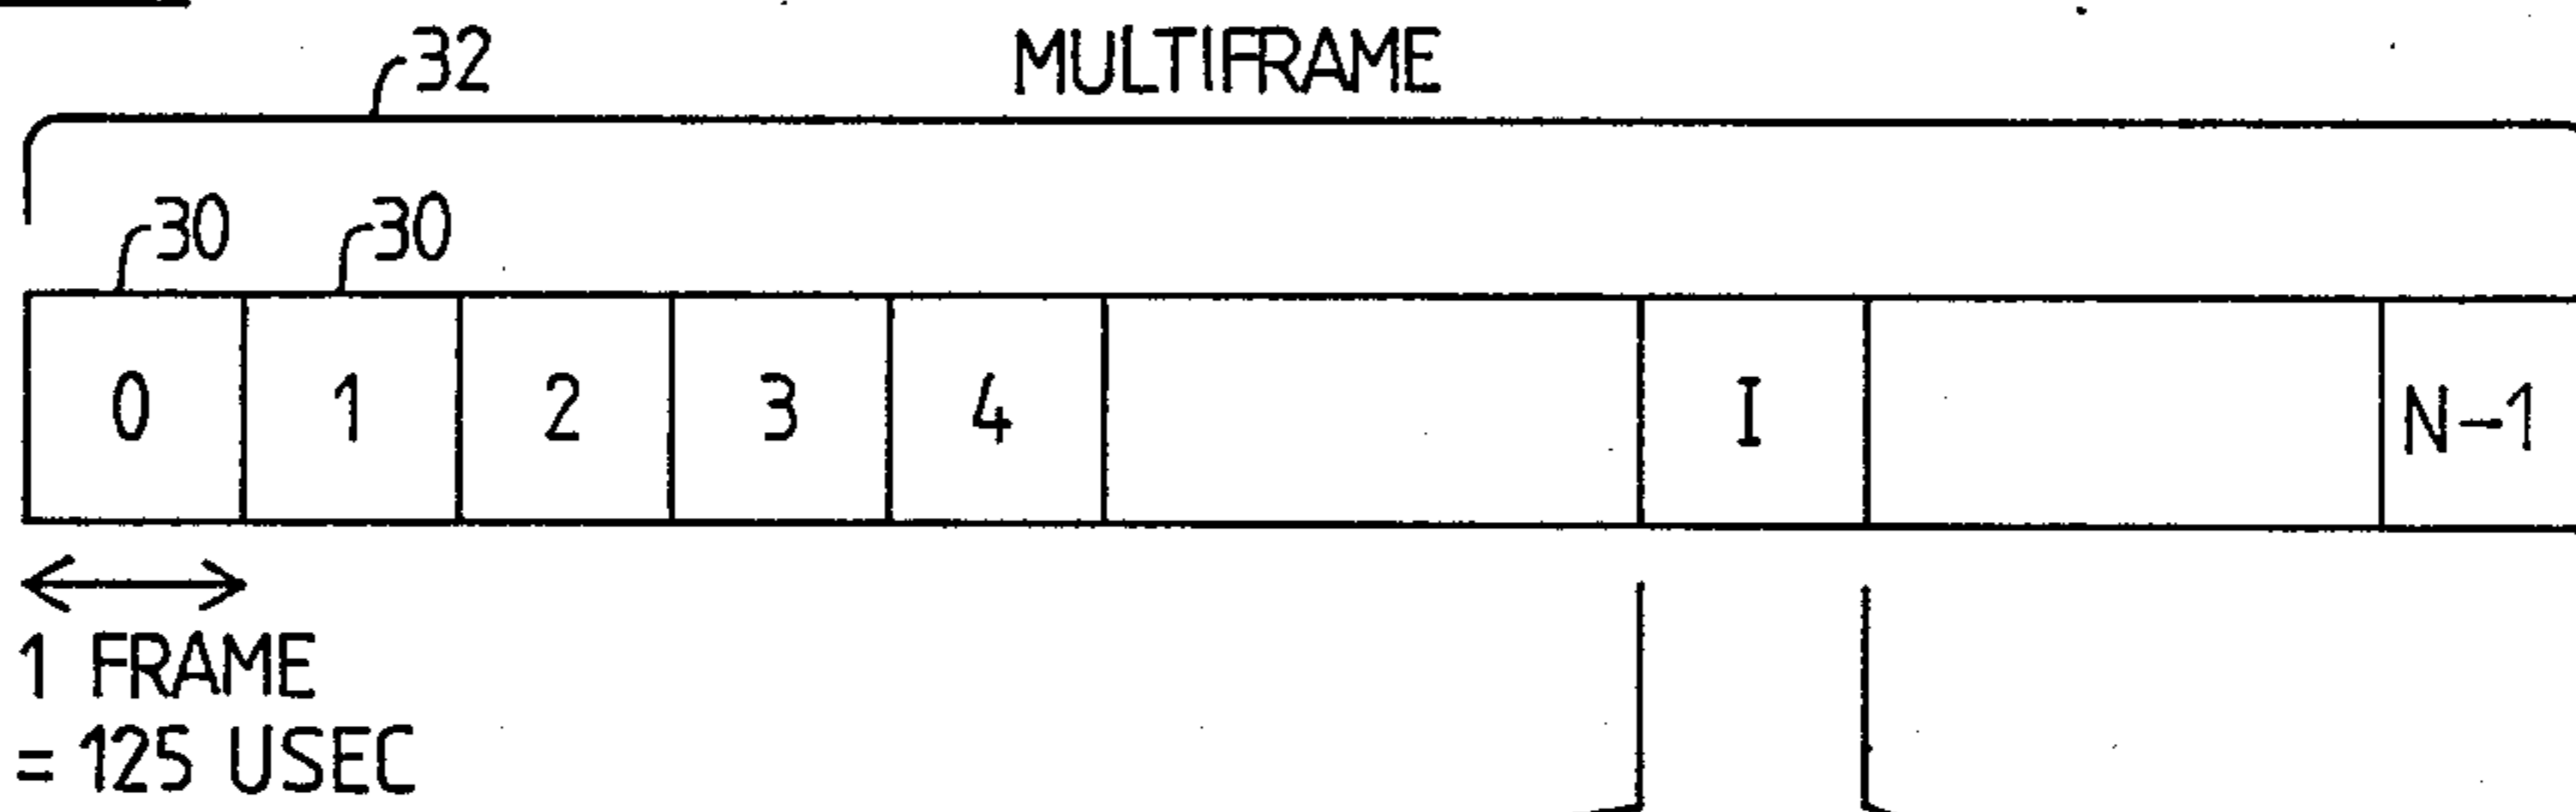 32 MULTIFRAME
30 30
0 1 2 3 4 I N-1
1 FRAME
= 125 USEC